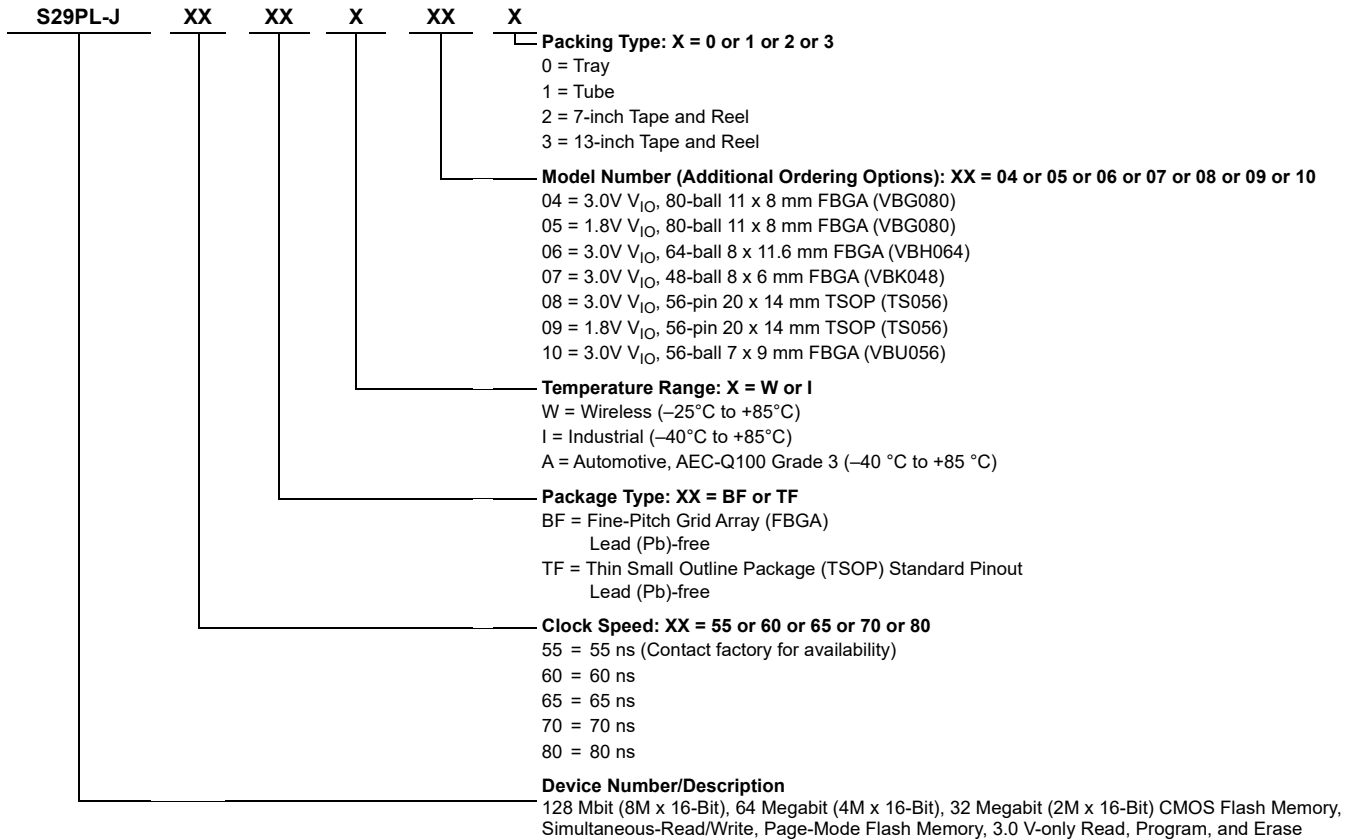 S29PL-J XX XX X XX X
Packing Type: X = 0 or 1 or 2 or 3
0 = Tray
1 = Tube
2 = 7-inch Tape and Reel
3 = 13-inch Tape and Reel
Model Number (Additional Ordering Options): XX = 04 or 05 or 06 or 07 or 08 or 09 or 10
04 = 3.0V VIO, 80-ball 11 x 8 mm FBGA (VBG080)
05 = 1.8V VIO, 80-ball 11 x 8 mm FBGA (VBG080)
06 = 3.0V VIO, 64-ball 8 x 11.6 mm FBGA (VBH064)
07 = 3.0V VIO, 48-ball 8 x 6 mm FBGA (VBK048)
08 = 3.0V VIO, 56-pin 20 x 14 mm TSOP (TS056)
09 = 1.8V VIO, 56-pin 20 x 14 mm TSOP (TS056)
10 = 3.0V VIO, 56-ball 7 x 9 mm FBGA (VBU056)
Temperature Range: X = W or I
W = Wireless (–25°C to +85°C)
I = Industrial (–40°C to +85°C)
A = Automotive, AEC-Q100 Grade 3 (–40 °C to +85 °C)
Package Type: XX = BF or TF
BF = Fine-Pitch Grid Array (FBGA)
Lead (Pb)-free
TF = Thin Small Outline Package (TSOP) Standard Pinout
Lead (Pb)-free
Clock Speed: XX = 55 or 60 or 65 or 70 or 80
55 = 55 ns (Contact factory for availability)
60 = 60 ns
65 = 65 ns
70 = 70 ns
80 = 80 ns
Device Number/Description
128 Mbit (8M x 16-Bit), 64 Megabit (4M x 16-Bit), 32 Megabit (2M x 16-Bit) CMOS Flash Memory,
Simultaneous-Read/Write, Page-Mode Flash Memory, 3.0 V-only Read, Program, and Erase